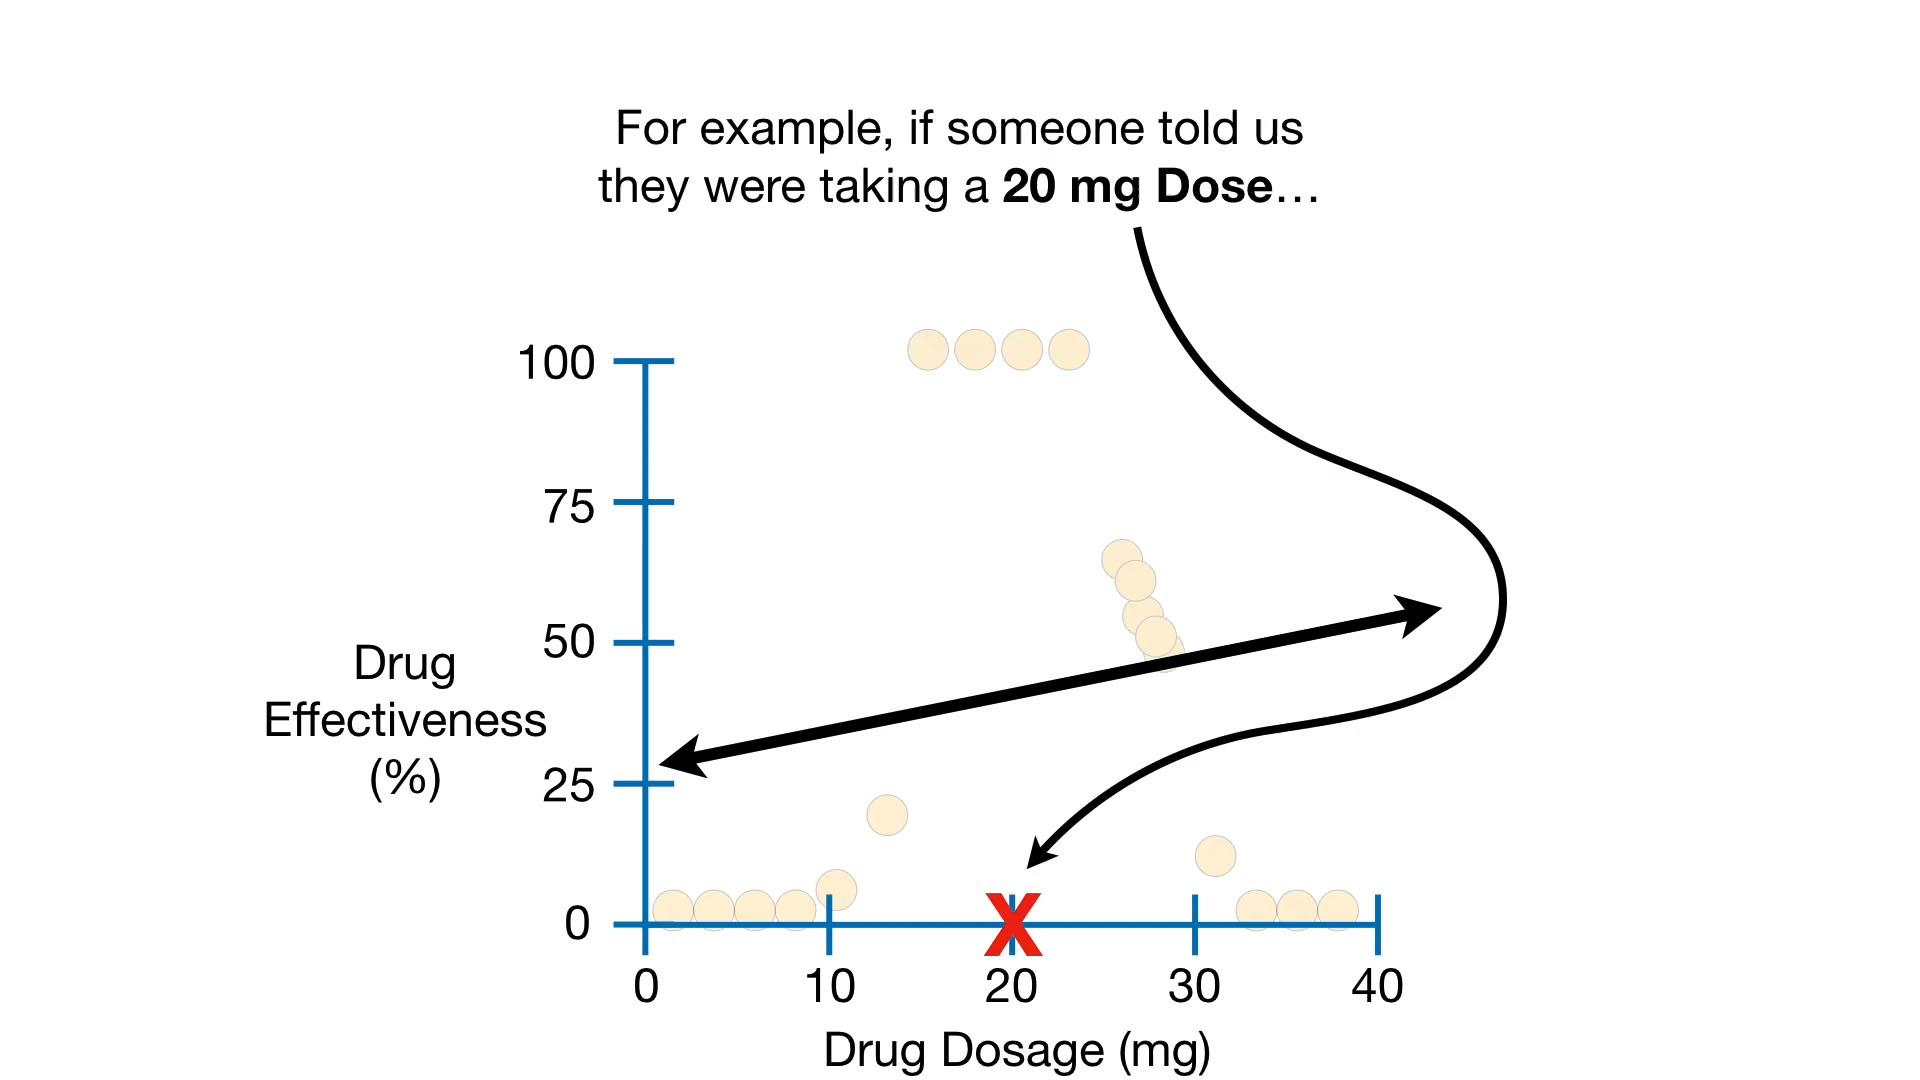 For example, if someone told us
they were taking a 20 mg Dose…
100
75
50
25
0
Drug
Effectiveness
(%)
0
10
20
30
40
X
Drug Dosage (mg)